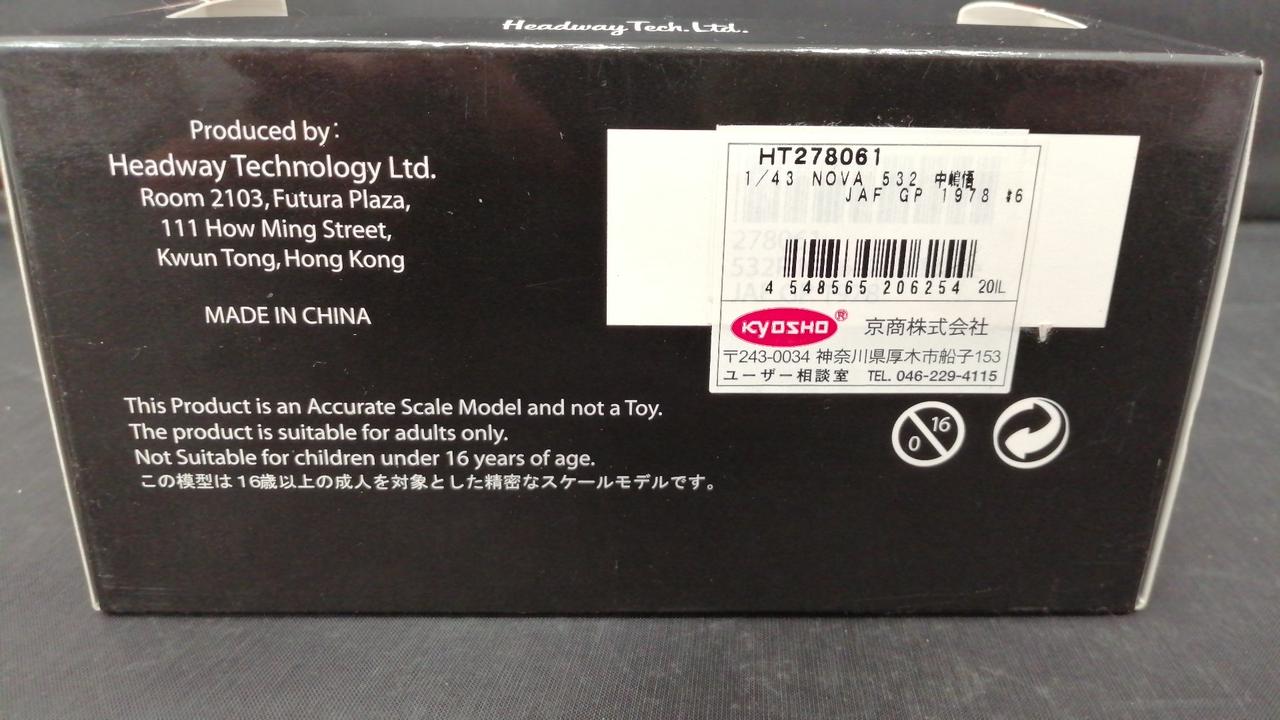 Headway Tech. Ltd.
Produced by:
Headway Technology Ltd.
Room 2103, Futura Plaza,
111 How Ming Street,
Kwun Tong, Hong Kong
MADE IN CHINA
HT278061
1/43 NOVA 532 中嶋悟
JAF GP 1978 #6
278061
4 548565 206254 20IL
KYOSHO® 京商株式会社
〒243-0034 神奈川県厚木市船子153
ユーザー相談室 TEL. 046-229-4115
This Product is an Accurate Scale Model and not a Toy.
The product is suitable for adults only.
Not Suitable for children under 16 years of age.
この模型は16歳以上の成人を対象とした精密なスケールモデルです。
0 16